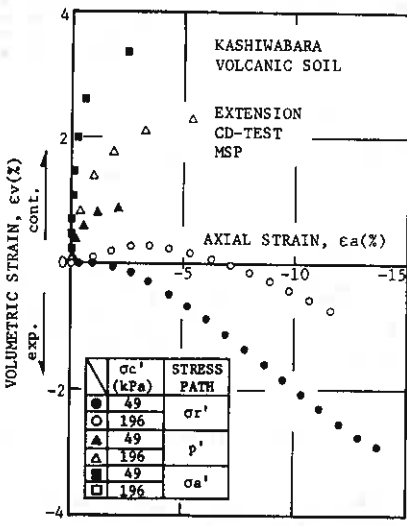 4
KASHIWABARA
VOLCANIC SOIL
EXTENSION
CD-TEST
MSP
2
VOLUMETRIC STRAIN, εv(%)
exp. cont.
AXIAL STRAIN, εa(%)
0
-5 -10 -15
σc' (kPa) STRESS PATH
● 49 σr'
○ 196
▲ 49 p'
△ 196
■ 49 σa'
□ 196
-2
-4